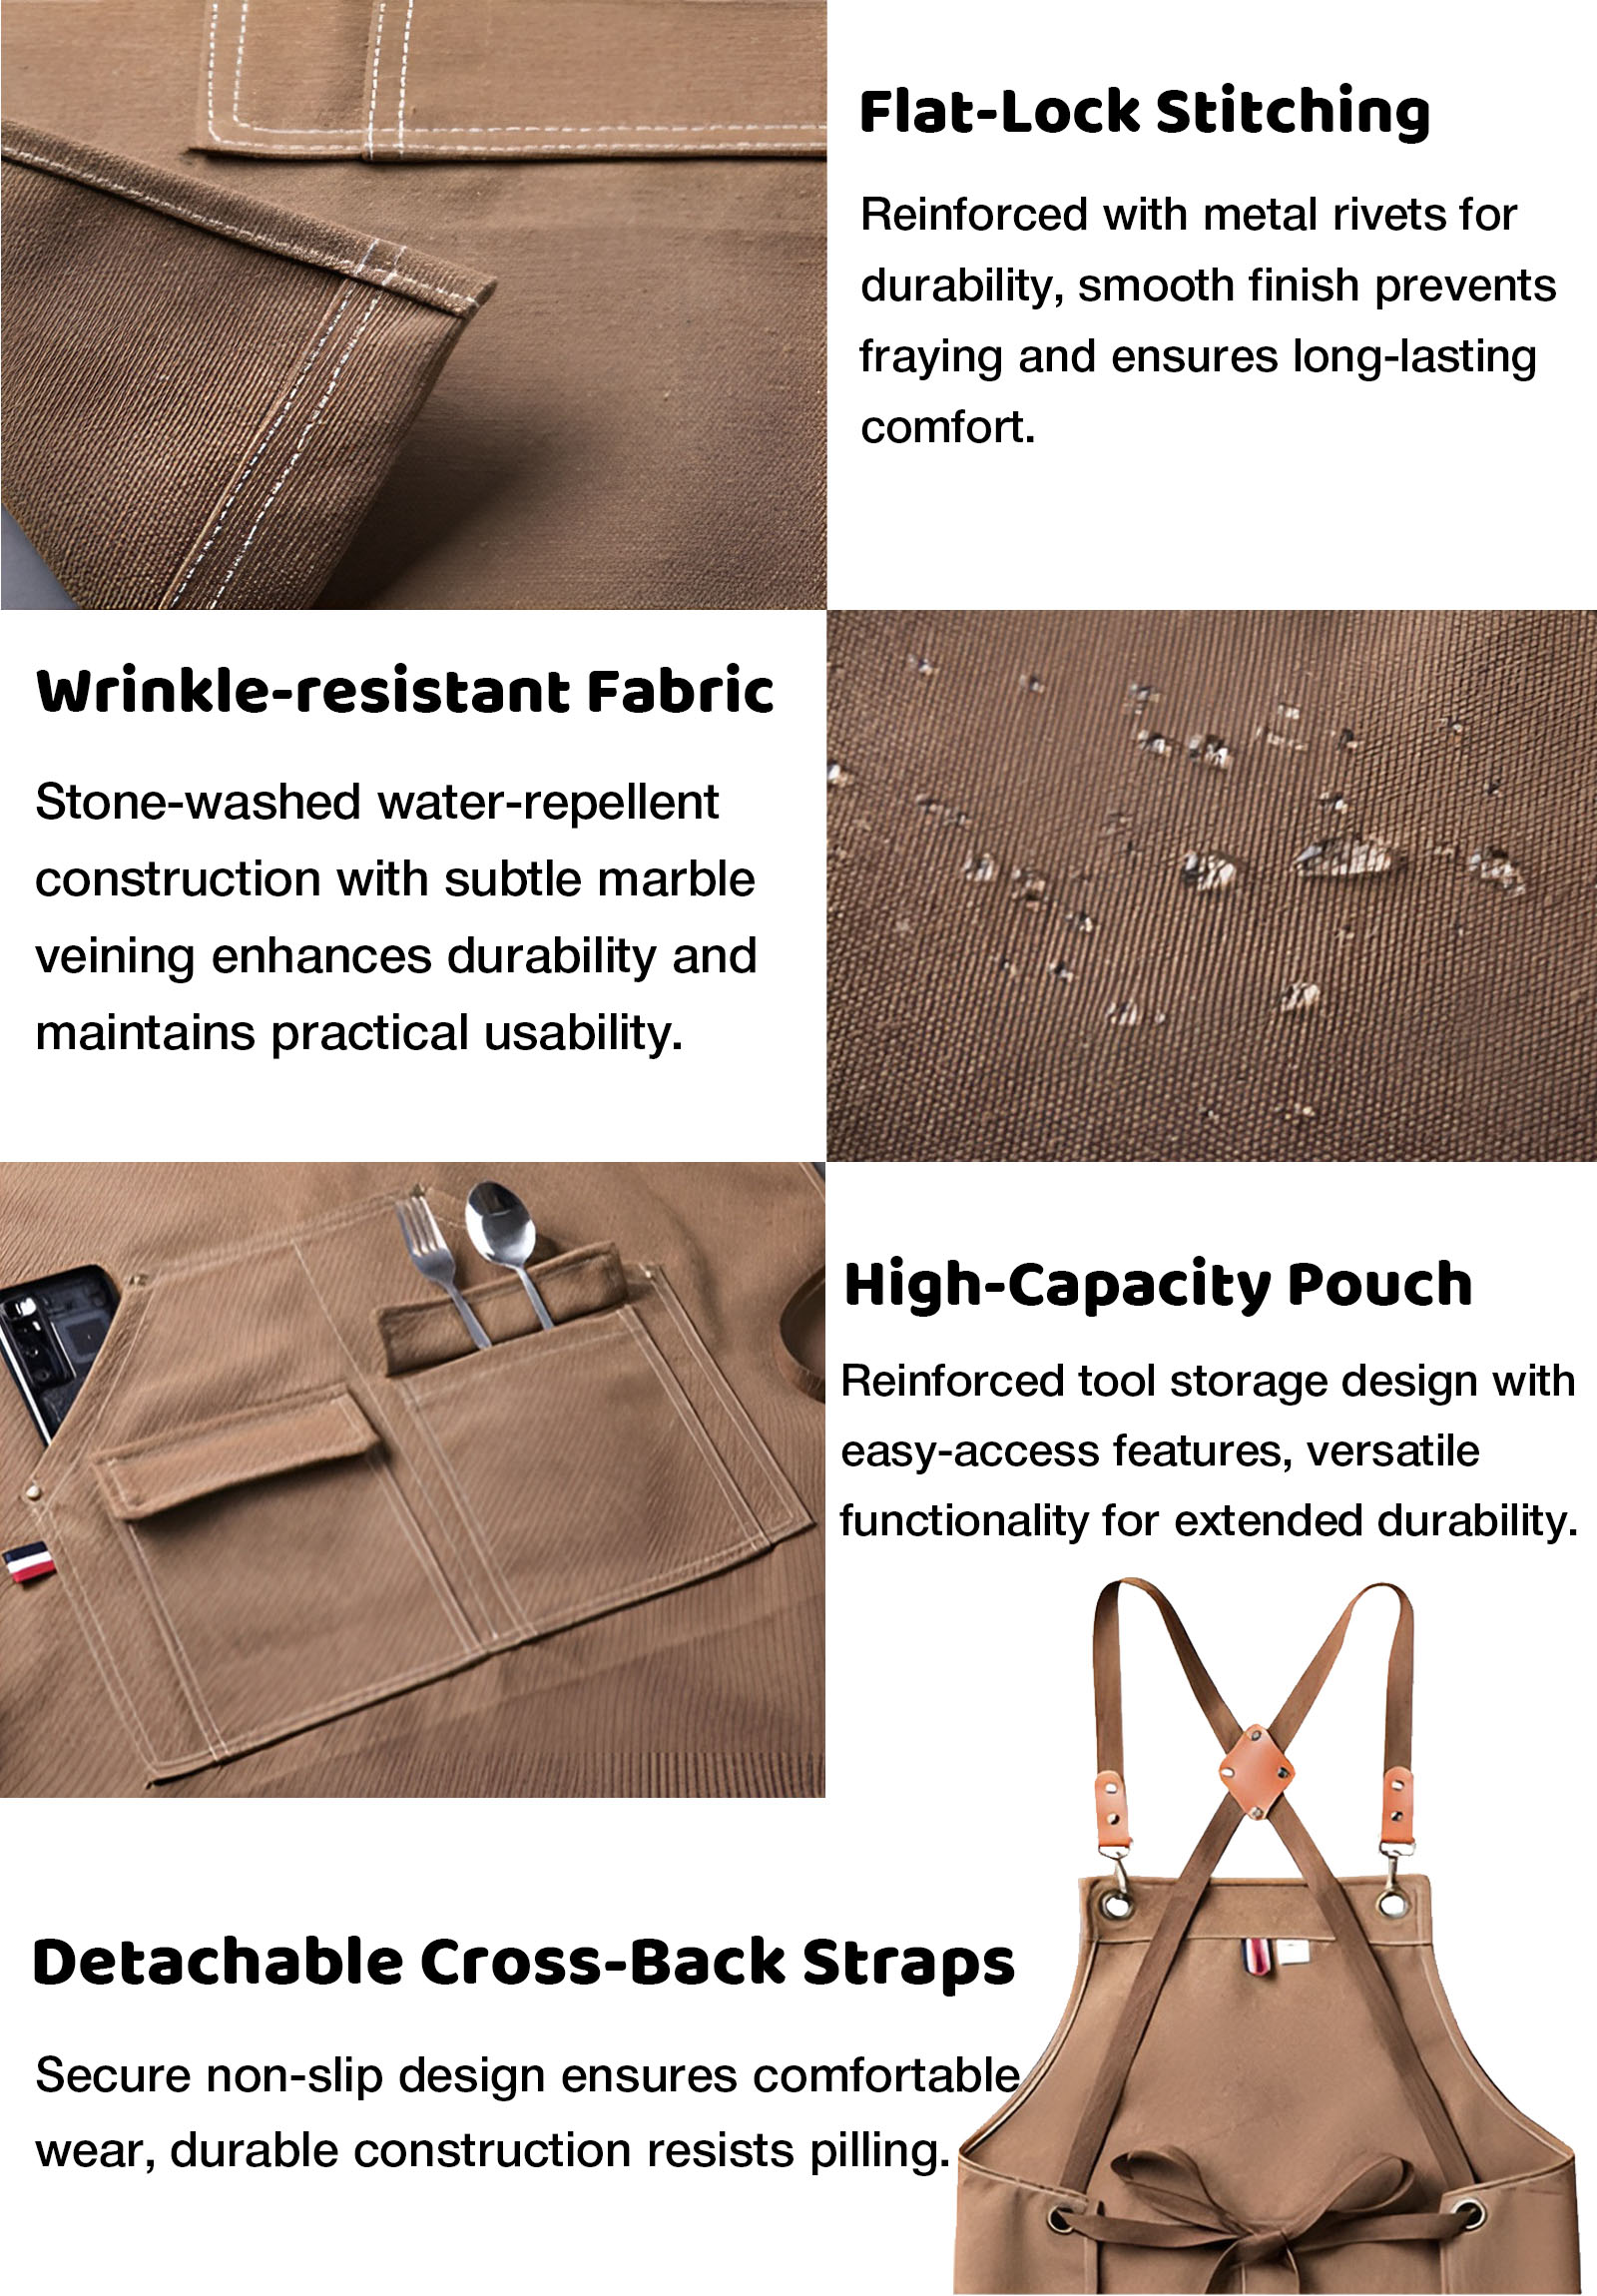 Flat-Lock Stitching
Reinforced with metal rivets for
durability, smooth finish prevents
fraying and ensures long-lasting
comfort.
Wrinkle-resistant Fabric
Stone-washed water-repellent
construction with subtle marble
veining enhances durability and
maintains practical usability.
High-Capacity Pouch
Reinforced tool storage design with
easy-access features, versatile
functionality for extended durability.
Detachable Cross-Back Straps
Secure non-slip design ensures comfortable
wear, durable construction resists pilling.